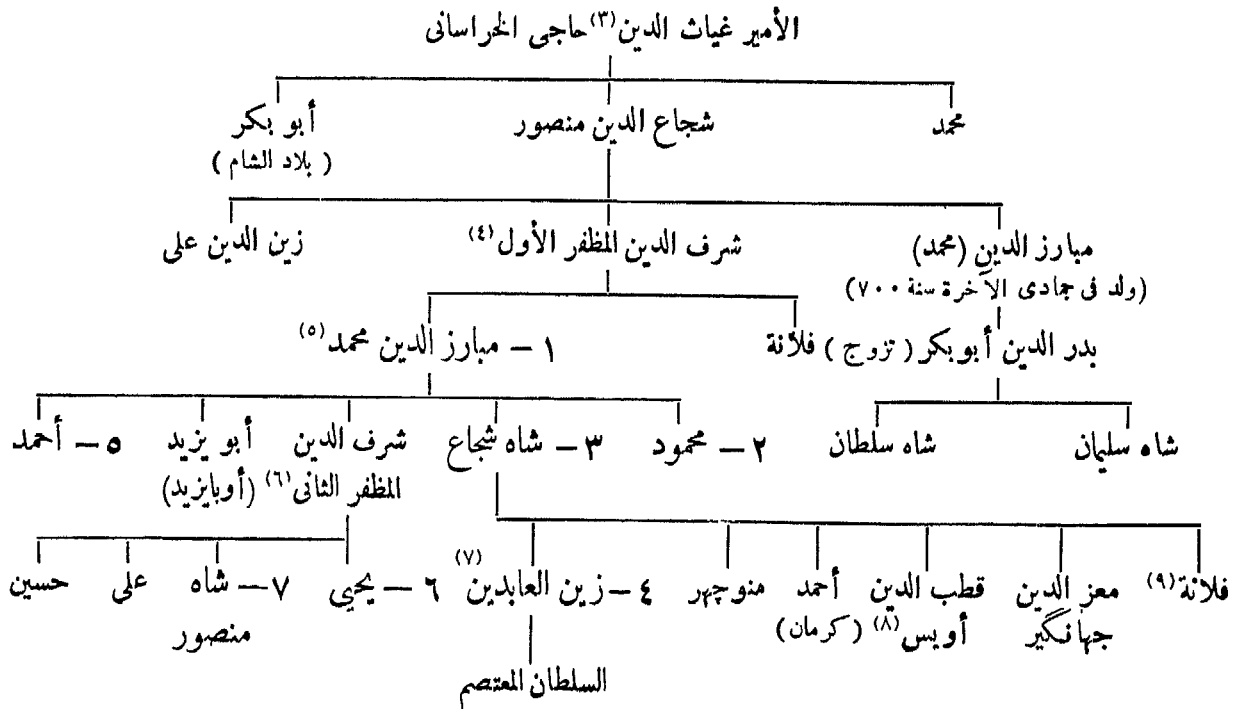 الأمير غياث الدين (٣) حاجى الخراسانى
محمد شجاع الدين منصور أبو بكر
( بلاد الشام )
مبارز الدين (محمد) شرف الدين المظفر الأول (٤) زين الدين على
(ولد فى جمادى الآخرة سنة ٧٠٠)
بدر الدين أبو بكر ( تزوج ) فلانة ١ – مبارز الدين محمد (٥)
شاه سليمان شاه سلطان ٢ – محمود ٣ – شاه شجاع شرف الدين أبو يزيد ٥ – أحمد
المظفر الثانى (٦) (أو بايزيد)
فلانة (٩) معز الدين قطب الدين أحمد منوچهر ٤ – زين العابدين (٧) ٦ – يحيى ٧ – شاه على حسين
جهانگير أويس (٨) (كرمان) منصور
السلطان المعتصم